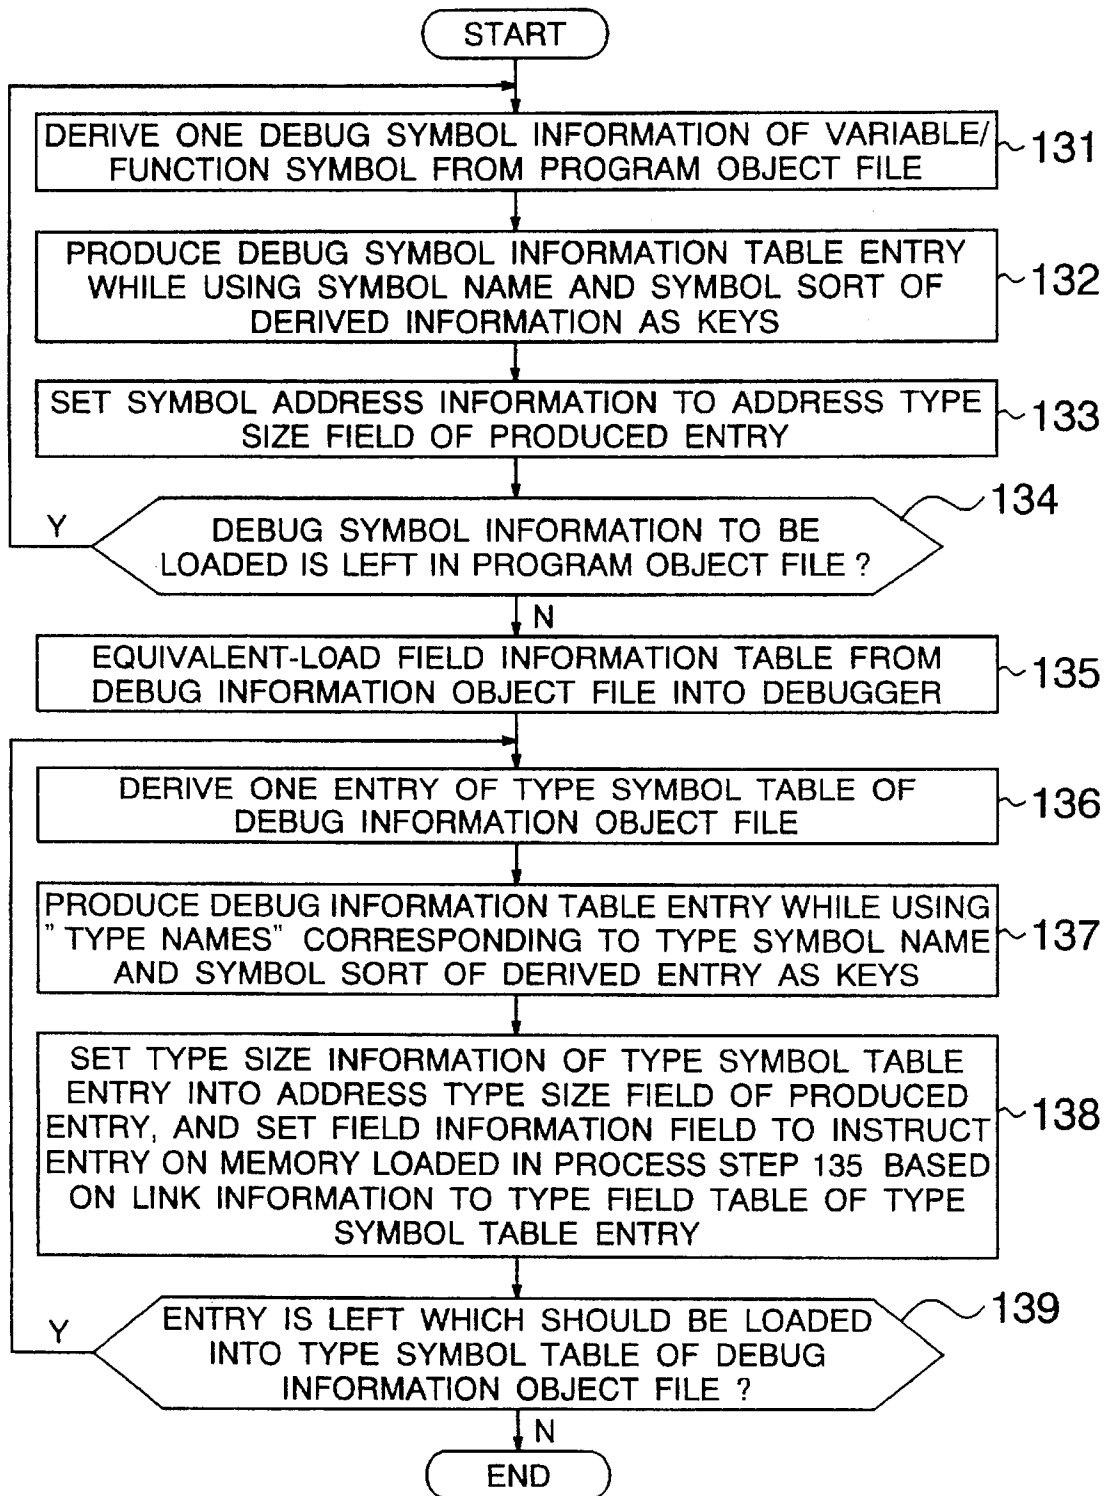 START
DERIVE ONE DEBUG SYMBOL INFORMATION OF VARIABLE/
FUNCTION SYMBOL FROM PROGRAM OBJECT FILE
131
PRODUCE DEBUG SYMBOL INFORMATION TABLE ENTRY
WHILE USING SYMBOL NAME AND SYMBOL SORT OF
DERIVED INFORMATION AS KEYS
132
SET SYMBOL ADDRESS INFORMATION TO ADDRESS TYPE
SIZE FIELD OF PRODUCED ENTRY
133
134
Y
DEBUG SYMBOL INFORMATION TO BE
LOADED IS LEFT IN PROGRAM OBJECT FILE ?
N
EQUIVALENT-LOAD FIELD INFORMATION TABLE FROM
DEBUG INFORMATION OBJECT FILE INTO DEBUGGER
135
DERIVE ONE ENTRY OF TYPE SYMBOL TABLE OF
DEBUG INFORMATION OBJECT FILE
136
PRODUCE DEBUG INFORMATION TABLE ENTRY WHILE USING
"TYPE NAMES" CORRESPONDING TO TYPE SYMBOL NAME
AND SYMBOL SORT OF DERIVED ENTRY AS KEYS
137
SET TYPE SIZE INFORMATION OF TYPE SYMBOL TABLE
ENTRY INTO ADDRESS TYPE SIZE FIELD OF PRODUCED
ENTRY, AND SET FIELD INFORMATION FIELD TO INSTRUCT
ENTRY ON MEMORY LOADED IN PROCESS STEP 135 BASED
ON LINK INFORMATION TO TYPE FIELD TABLE OF TYPE
SYMBOL TABLE ENTRY
138
139
Y
ENTRY IS LEFT WHICH SHOULD BE LOADED
INTO TYPE SYMBOL TABLE OF DEBUG
INFORMATION OBJECT FILE ?
N
END